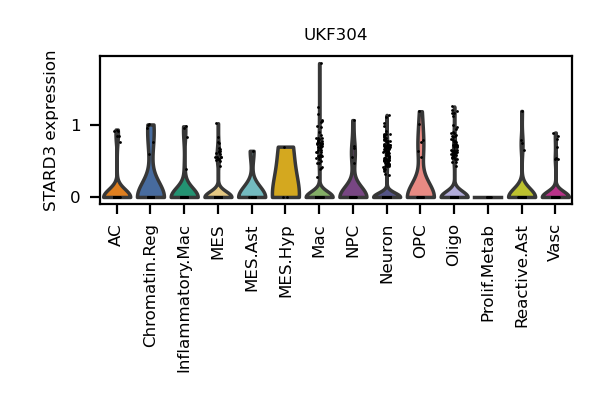 UKF304
STARD3 expression
1
0
AC
Chromatin.Reg
Inflammatory.Mac
MES
MES.Ast
MES.Hyp
Mac
NPC
Neuron
OPC
Oligo
Prolif.Metab
Reactive.Ast
Vasc